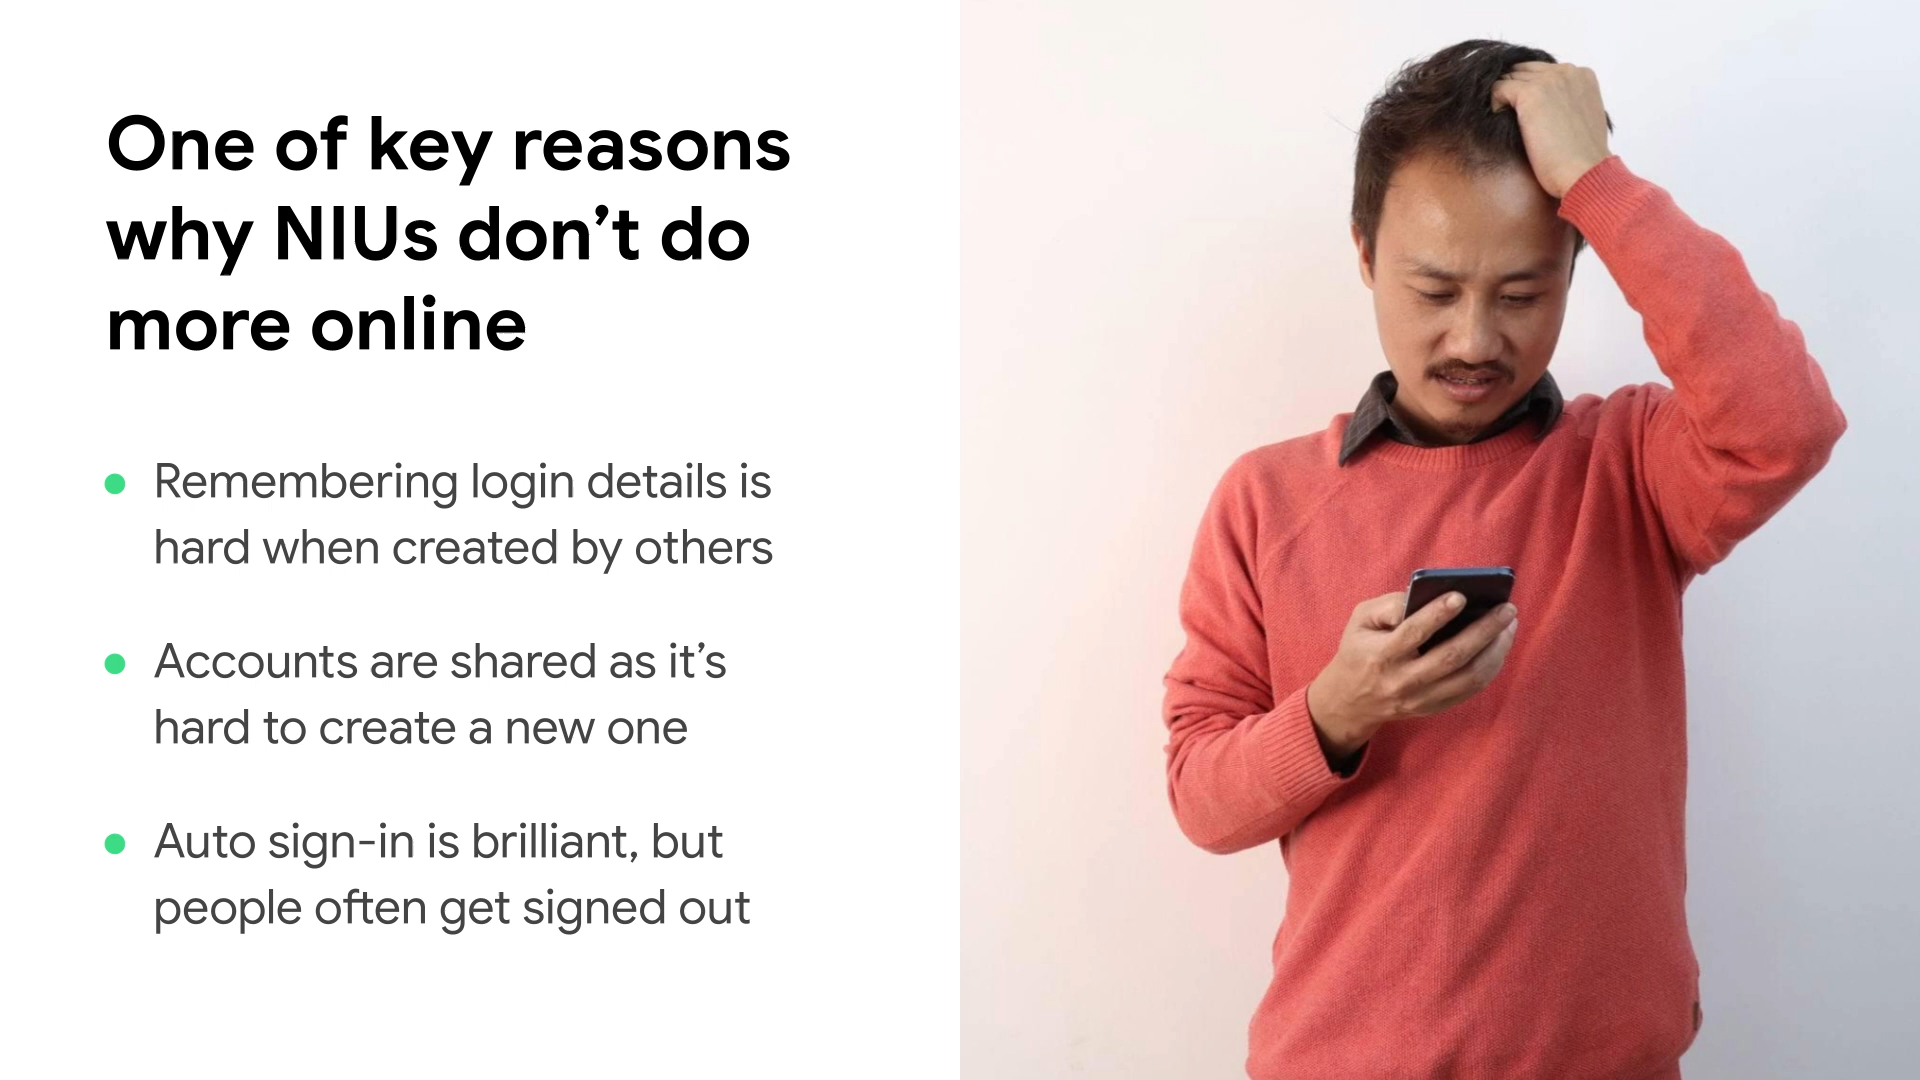 One of key reasons
why NIUs don’t do
more online
Remembering login details is
hard when created by others
Accounts are shared as it’s
hard to create a new one
Auto sign-in is brilliant, but
people often get signed out